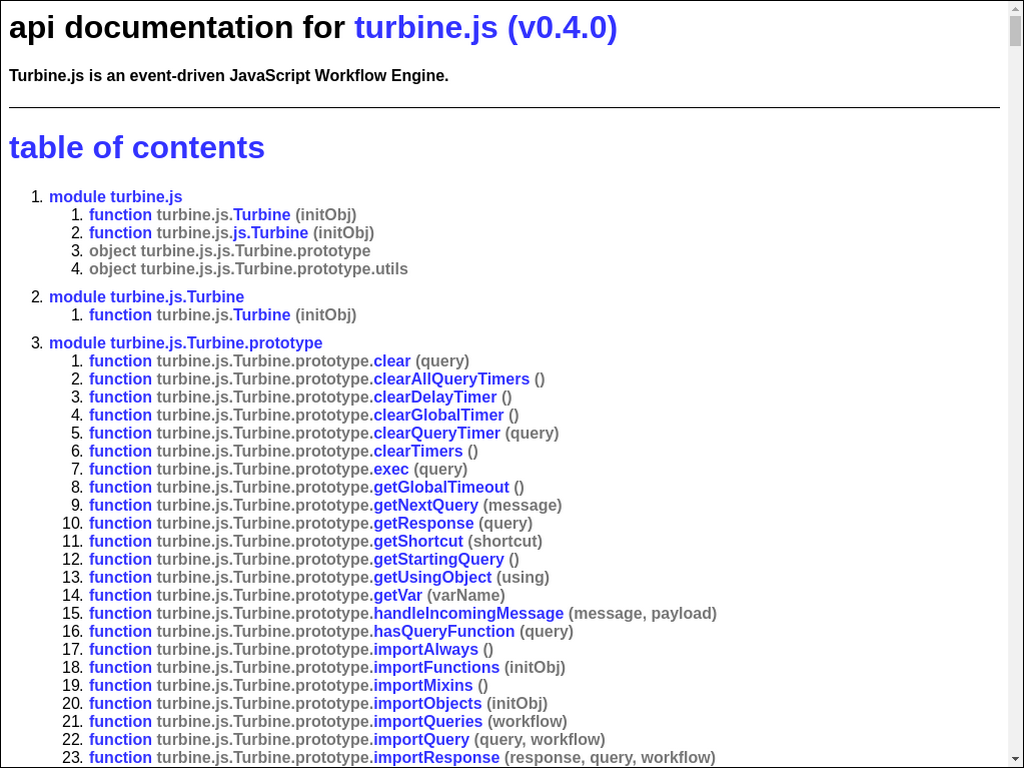 api documentation for turbine.js (v0.4.0)
Turbine.js is an event-driven JavaScript Workflow Engine.
table of contents
1. module turbine.js
1. function turbine.js.Turbine (initObj)
2. function turbine.js.js.Turbine (initObj)
3. object turbine.js.js.Turbine.prototype
4. object turbine.js.js.Turbine.prototype.utils
2. module turbine.js.Turbine
1. function turbine.js.Turbine (initObj)
3. module turbine.js.Turbine.prototype
1. function turbine.js.Turbine.prototype.clear (query)
2. function turbine.js.Turbine.prototype.clearAllQueryTimers ()
3. function turbine.js.Turbine.prototype.clearDelayTimer ()
4. function turbine.js.Turbine.prototype.clearGlobalTimer ()
5. function turbine.js.Turbine.prototype.clearQueryTimer (query)
6. function turbine.js.Turbine.prototype.clearTimers ()
7. function turbine.js.Turbine.prototype.exec (query)
8. function turbine.js.Turbine.prototype.getGlobalTimeout ()
9. function turbine.js.Turbine.prototype.getNextQuery (message)
10. function turbine.js.Turbine.prototype.getResponse (query)
11. function turbine.js.Turbine.prototype.getShortcut (shortcut)
12. function turbine.js.Turbine.prototype.getStartingQuery ()
13. function turbine.js.Turbine.prototype.getUsingObject (using)
14. function turbine.js.Turbine.prototype.getVar (varName)
15. function turbine.js.Turbine.prototype.handleIncomingMessage (message, payload)
16. function turbine.js.Turbine.prototype.hasQueryFunction (query)
17. function turbine.js.Turbine.prototype.importAlways ()
18. function turbine.js.Turbine.prototype.importFunctions (initObj)
19. function turbine.js.Turbine.prototype.importMixins ()
20. function turbine.js.Turbine.prototype.importObjects (initObj)
21. function turbine.js.Turbine.prototype.importQueries (workflow)
22. function turbine.js.Turbine.prototype.importQuery (query, workflow)
23. function turbine.js.Turbine.prototype.importResponse (response, query, workflow)